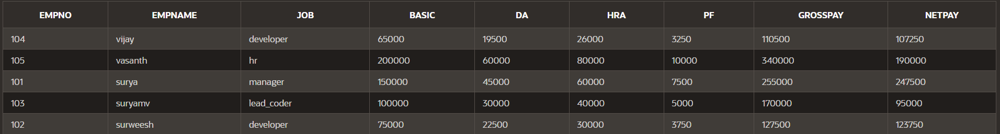 EMPNO EMPNAME JOB BASIC DA HRA PF GROSSPAY NETPAY
104 vijay developer 65000 19500 26000 3250 110500 107250
105 vasanth hr 200000 60000 80000 10000 340000 190000
101 surya manager 150000 45000 60000 7500 255000 247500
103 suryamv lead_coder 100000 30000 40000 5000 170000 95000
102 surweesh developer 75000 22500 30000 3750 127500 123750